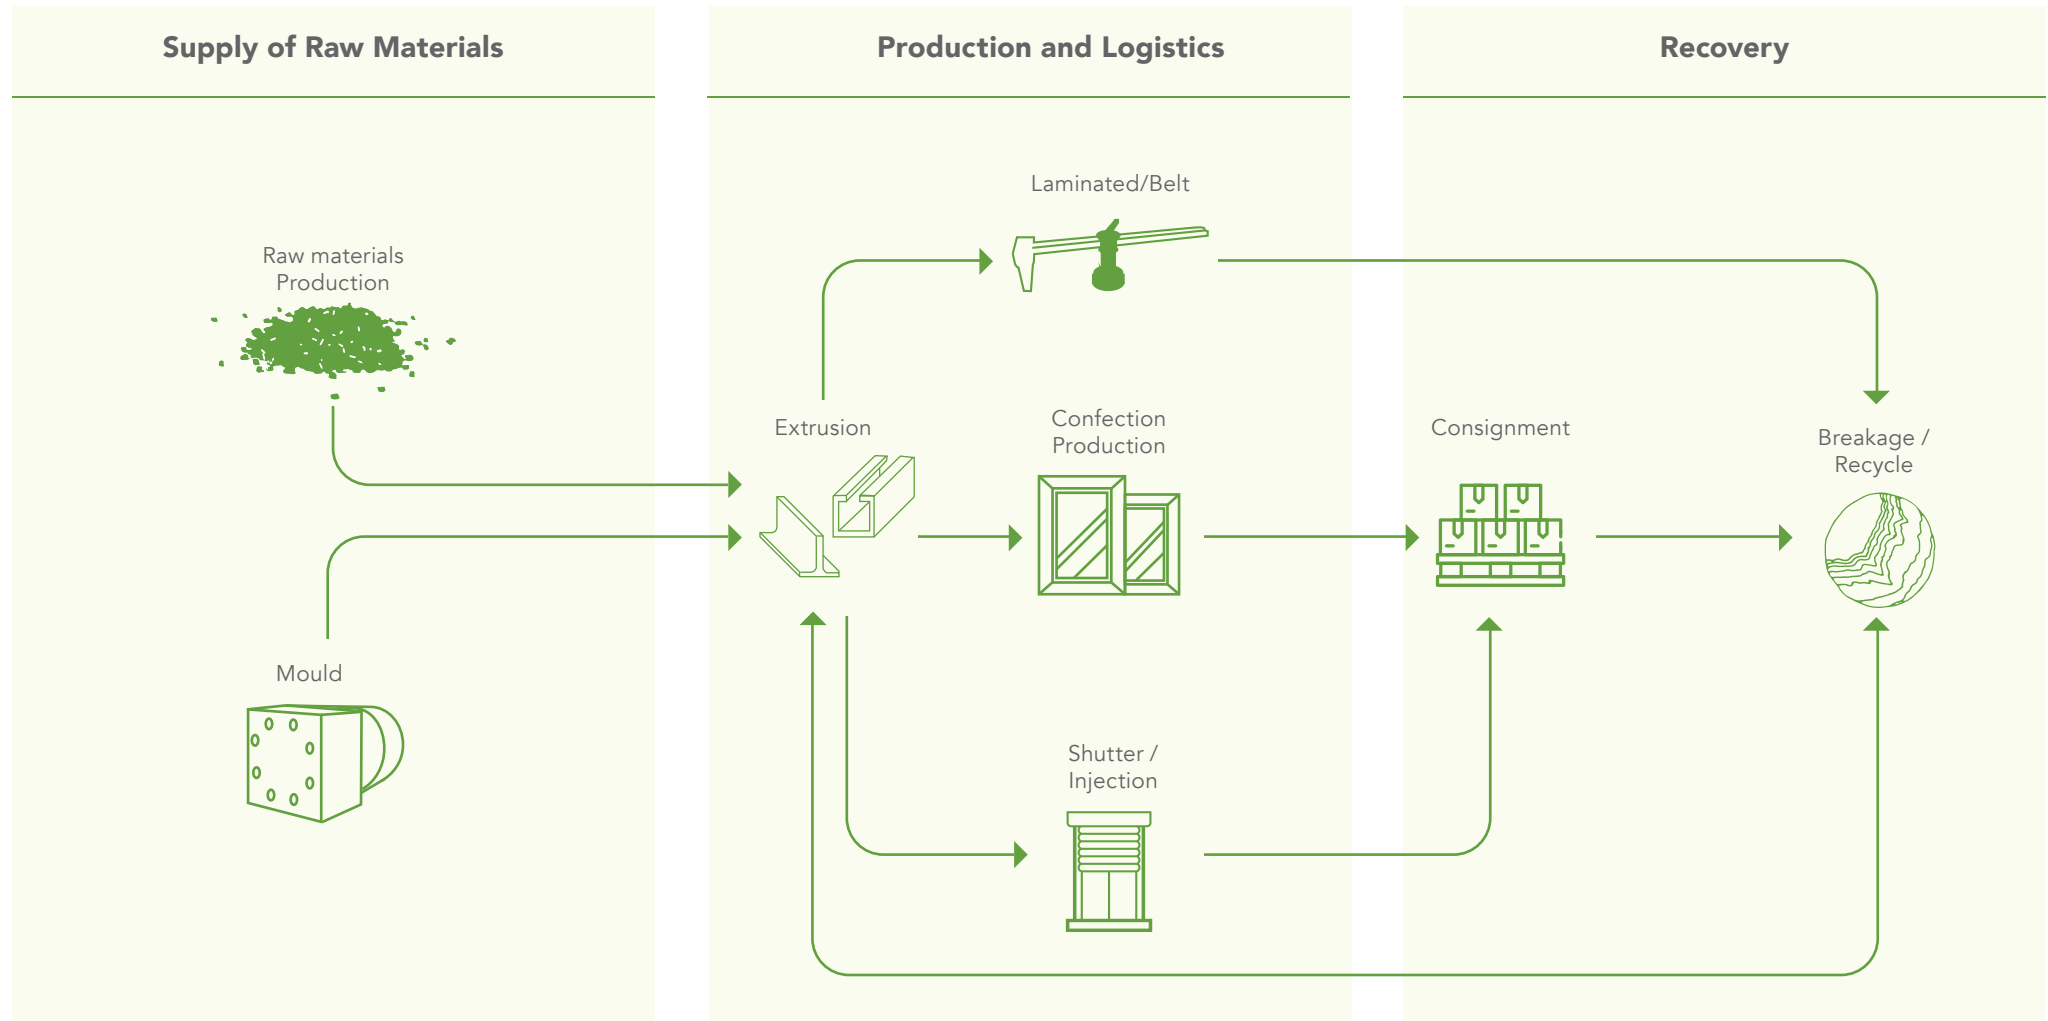 Supply of Raw Materials
Production and Logistics
Recovery
Raw materials
Production
Mould
Laminated/Belt
Extrusion
Confection
Production
Shutter /
Injection
Consignment
Breakage /
Recycle